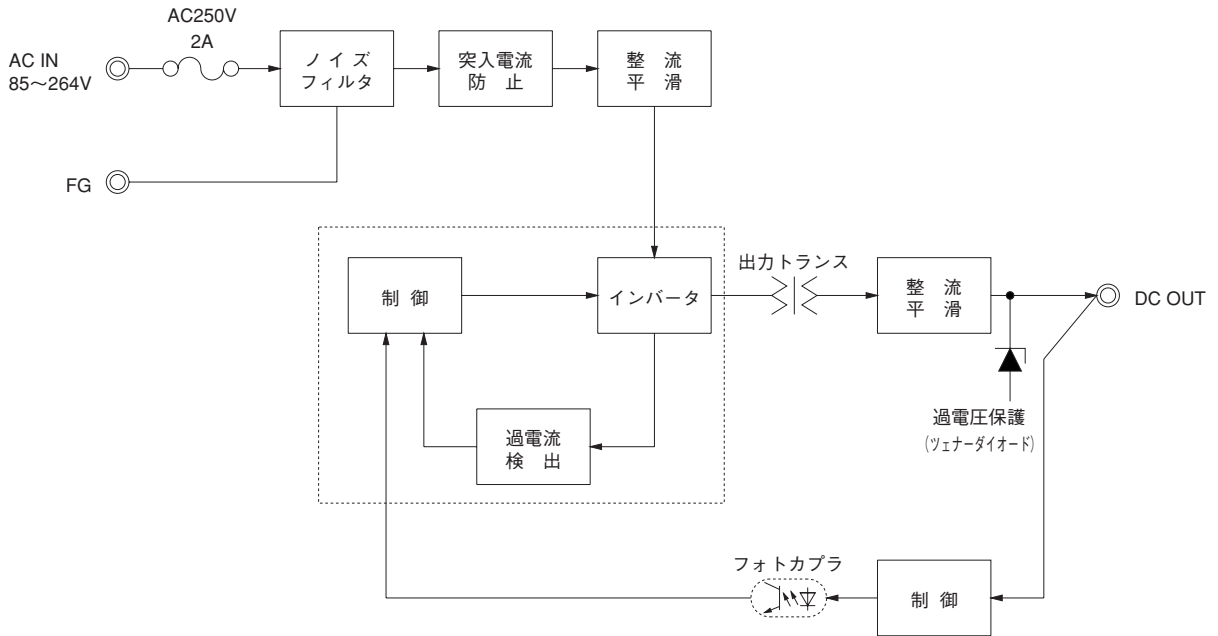 AC250V
2A
AC IN
85〜264V
ノイズ
フィルタ
突入電流
防 止
整 流
平 滑
FG
制 御
インバータ
出力トランス
整 流
平 滑
DC OUT
過電流
検 出
過電圧保護
(ツェナーダイオード)
フォトカプラ
制 御